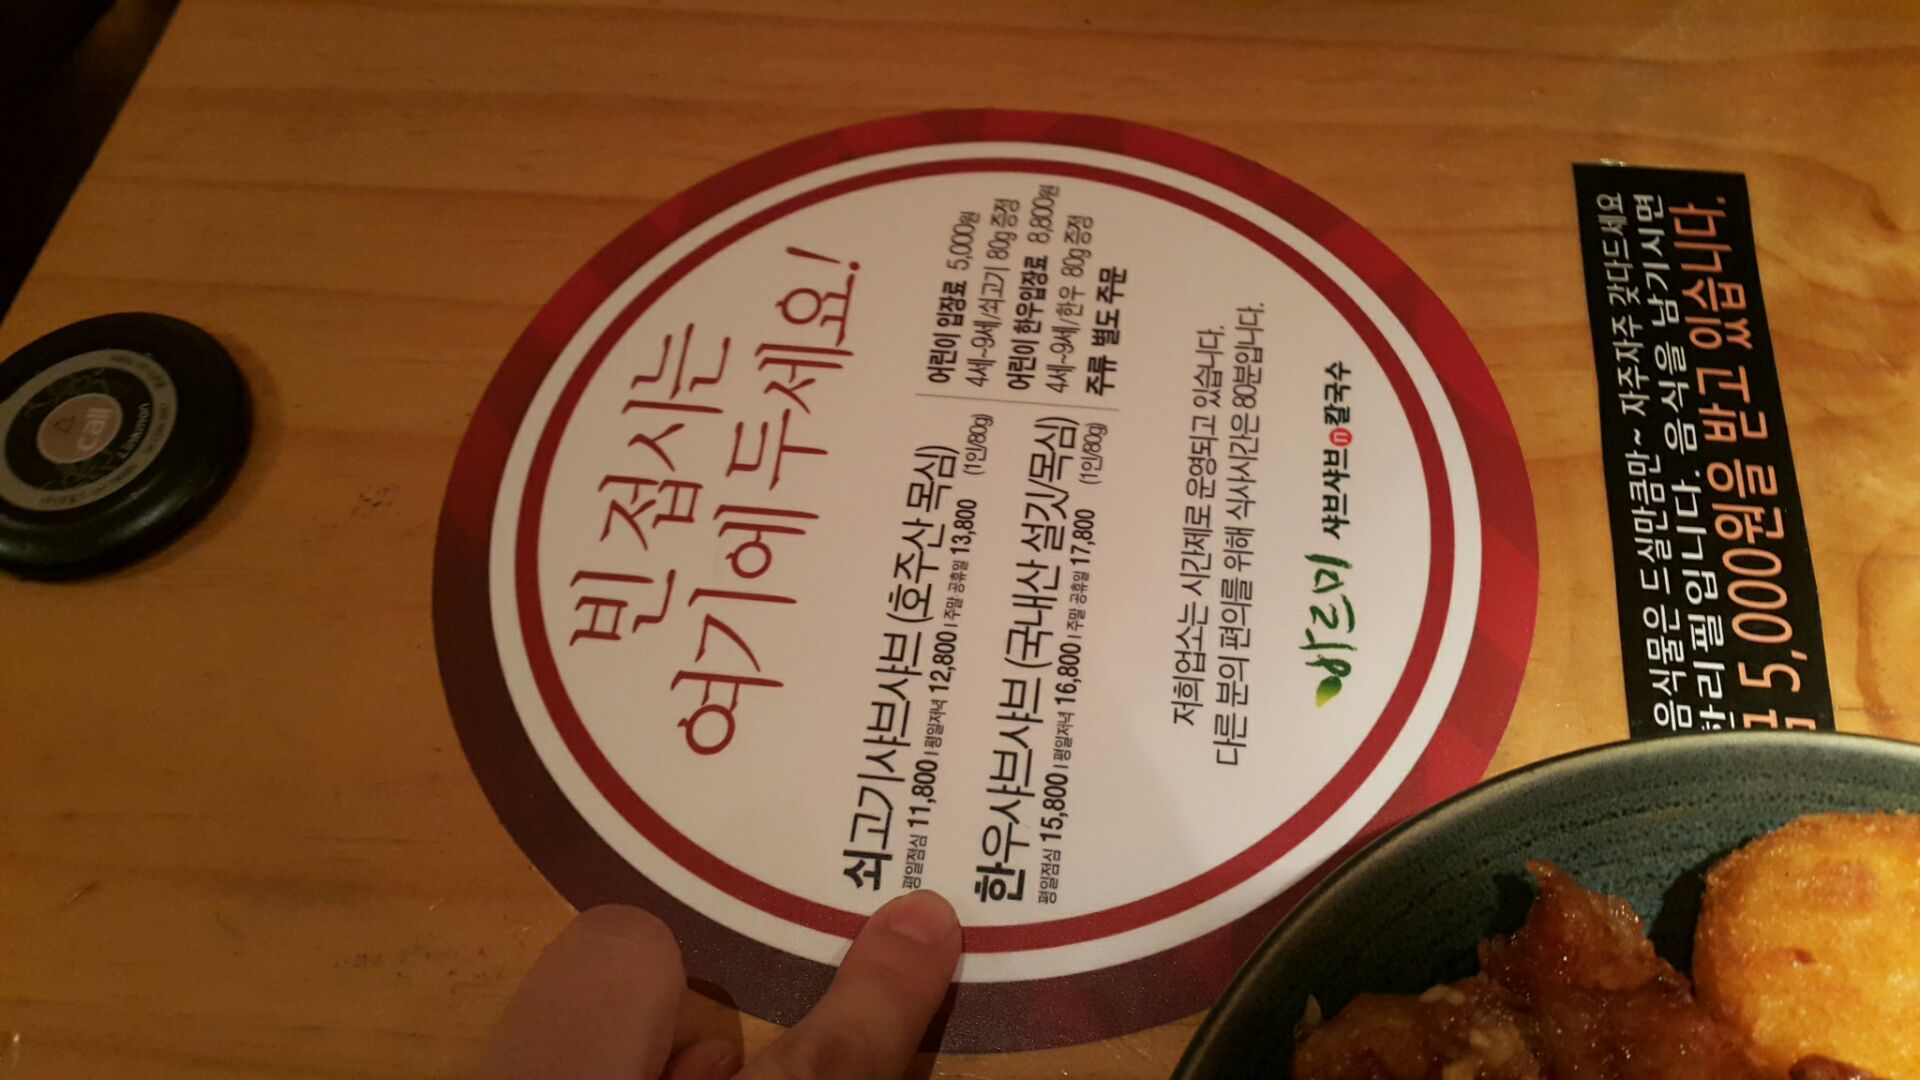 빈 접시는
여기에 두세요!
쇠고기샤브샤브 (호주산 목심)
평일점심 11,800 | 평일저녁 12,800 | 주말·공휴일 13,800 (1인/80g)
한우샤브샤브 (국내산 설깃/목심)
평일점심 15,800 | 평일저녁 16,800 | 주말·공휴일 17,800 (1인/80g)
어린이 입장료 5,000원
4세~9세/쇠고기 80g 증정
어린이 한우입장료 8,800원
4세~9세/한우 80g 증정
주류 별도 주문
저희업소는 시간제로 운영되고 있습니다.
다른 분의 편의를 위해 식사시간은 80분입니다.
바르미 샤브샤브n칼국수
음식물은 드실만큼만~ 자주자주 갖다드세요
필입니다. 음식을 남기시면
5,000원을 받고 있습니다.
Call